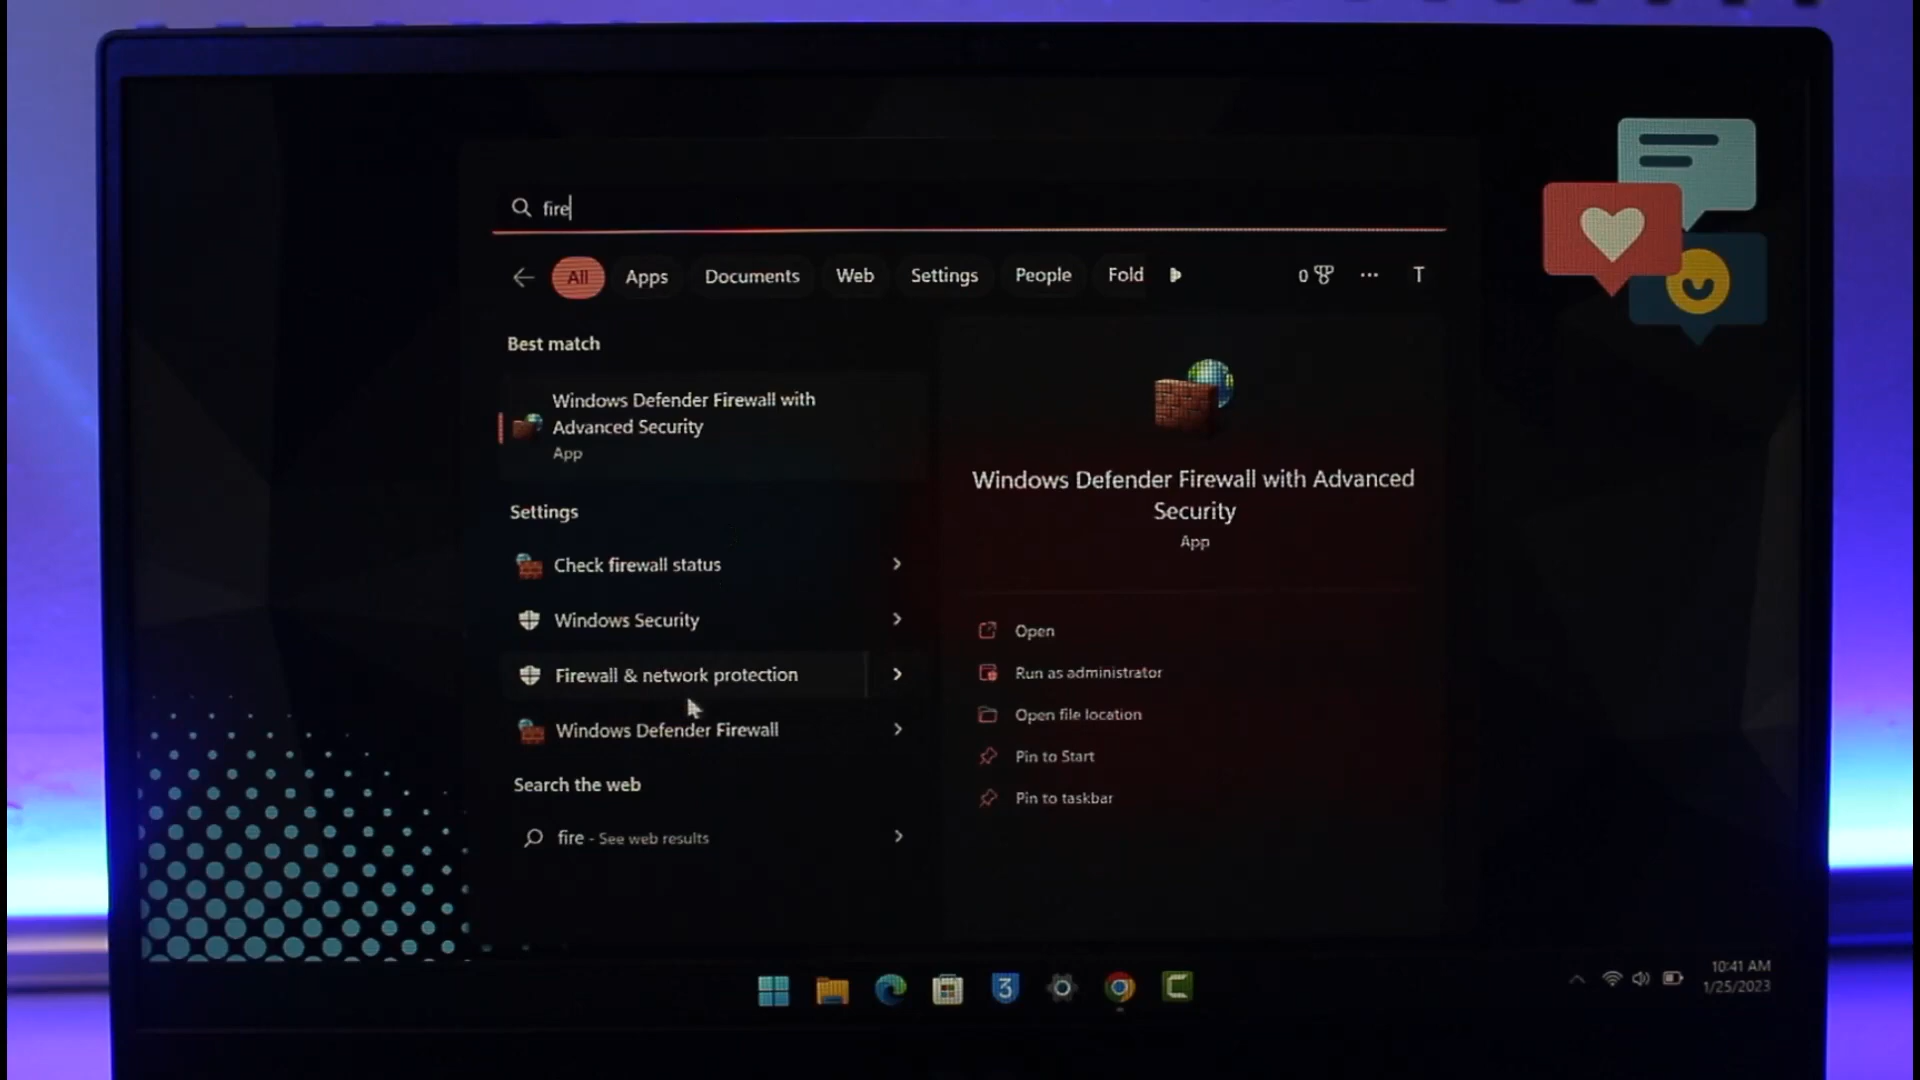 fire
All Apps Documents Web Settings People Fold 0 ... T
Best match
Windows Defender Firewall with
Advanced Security
App
Settings
Check firewall status
Windows Security
Firewall & network protection
Windows Defender Firewall
Search the web
fire - See web results
Windows Defender Firewall with Advanced
Security
App
Open
Run as administrator
Open file location
Pin to Start
Pin to taskbar
3
10:41 AM
1/25/2023